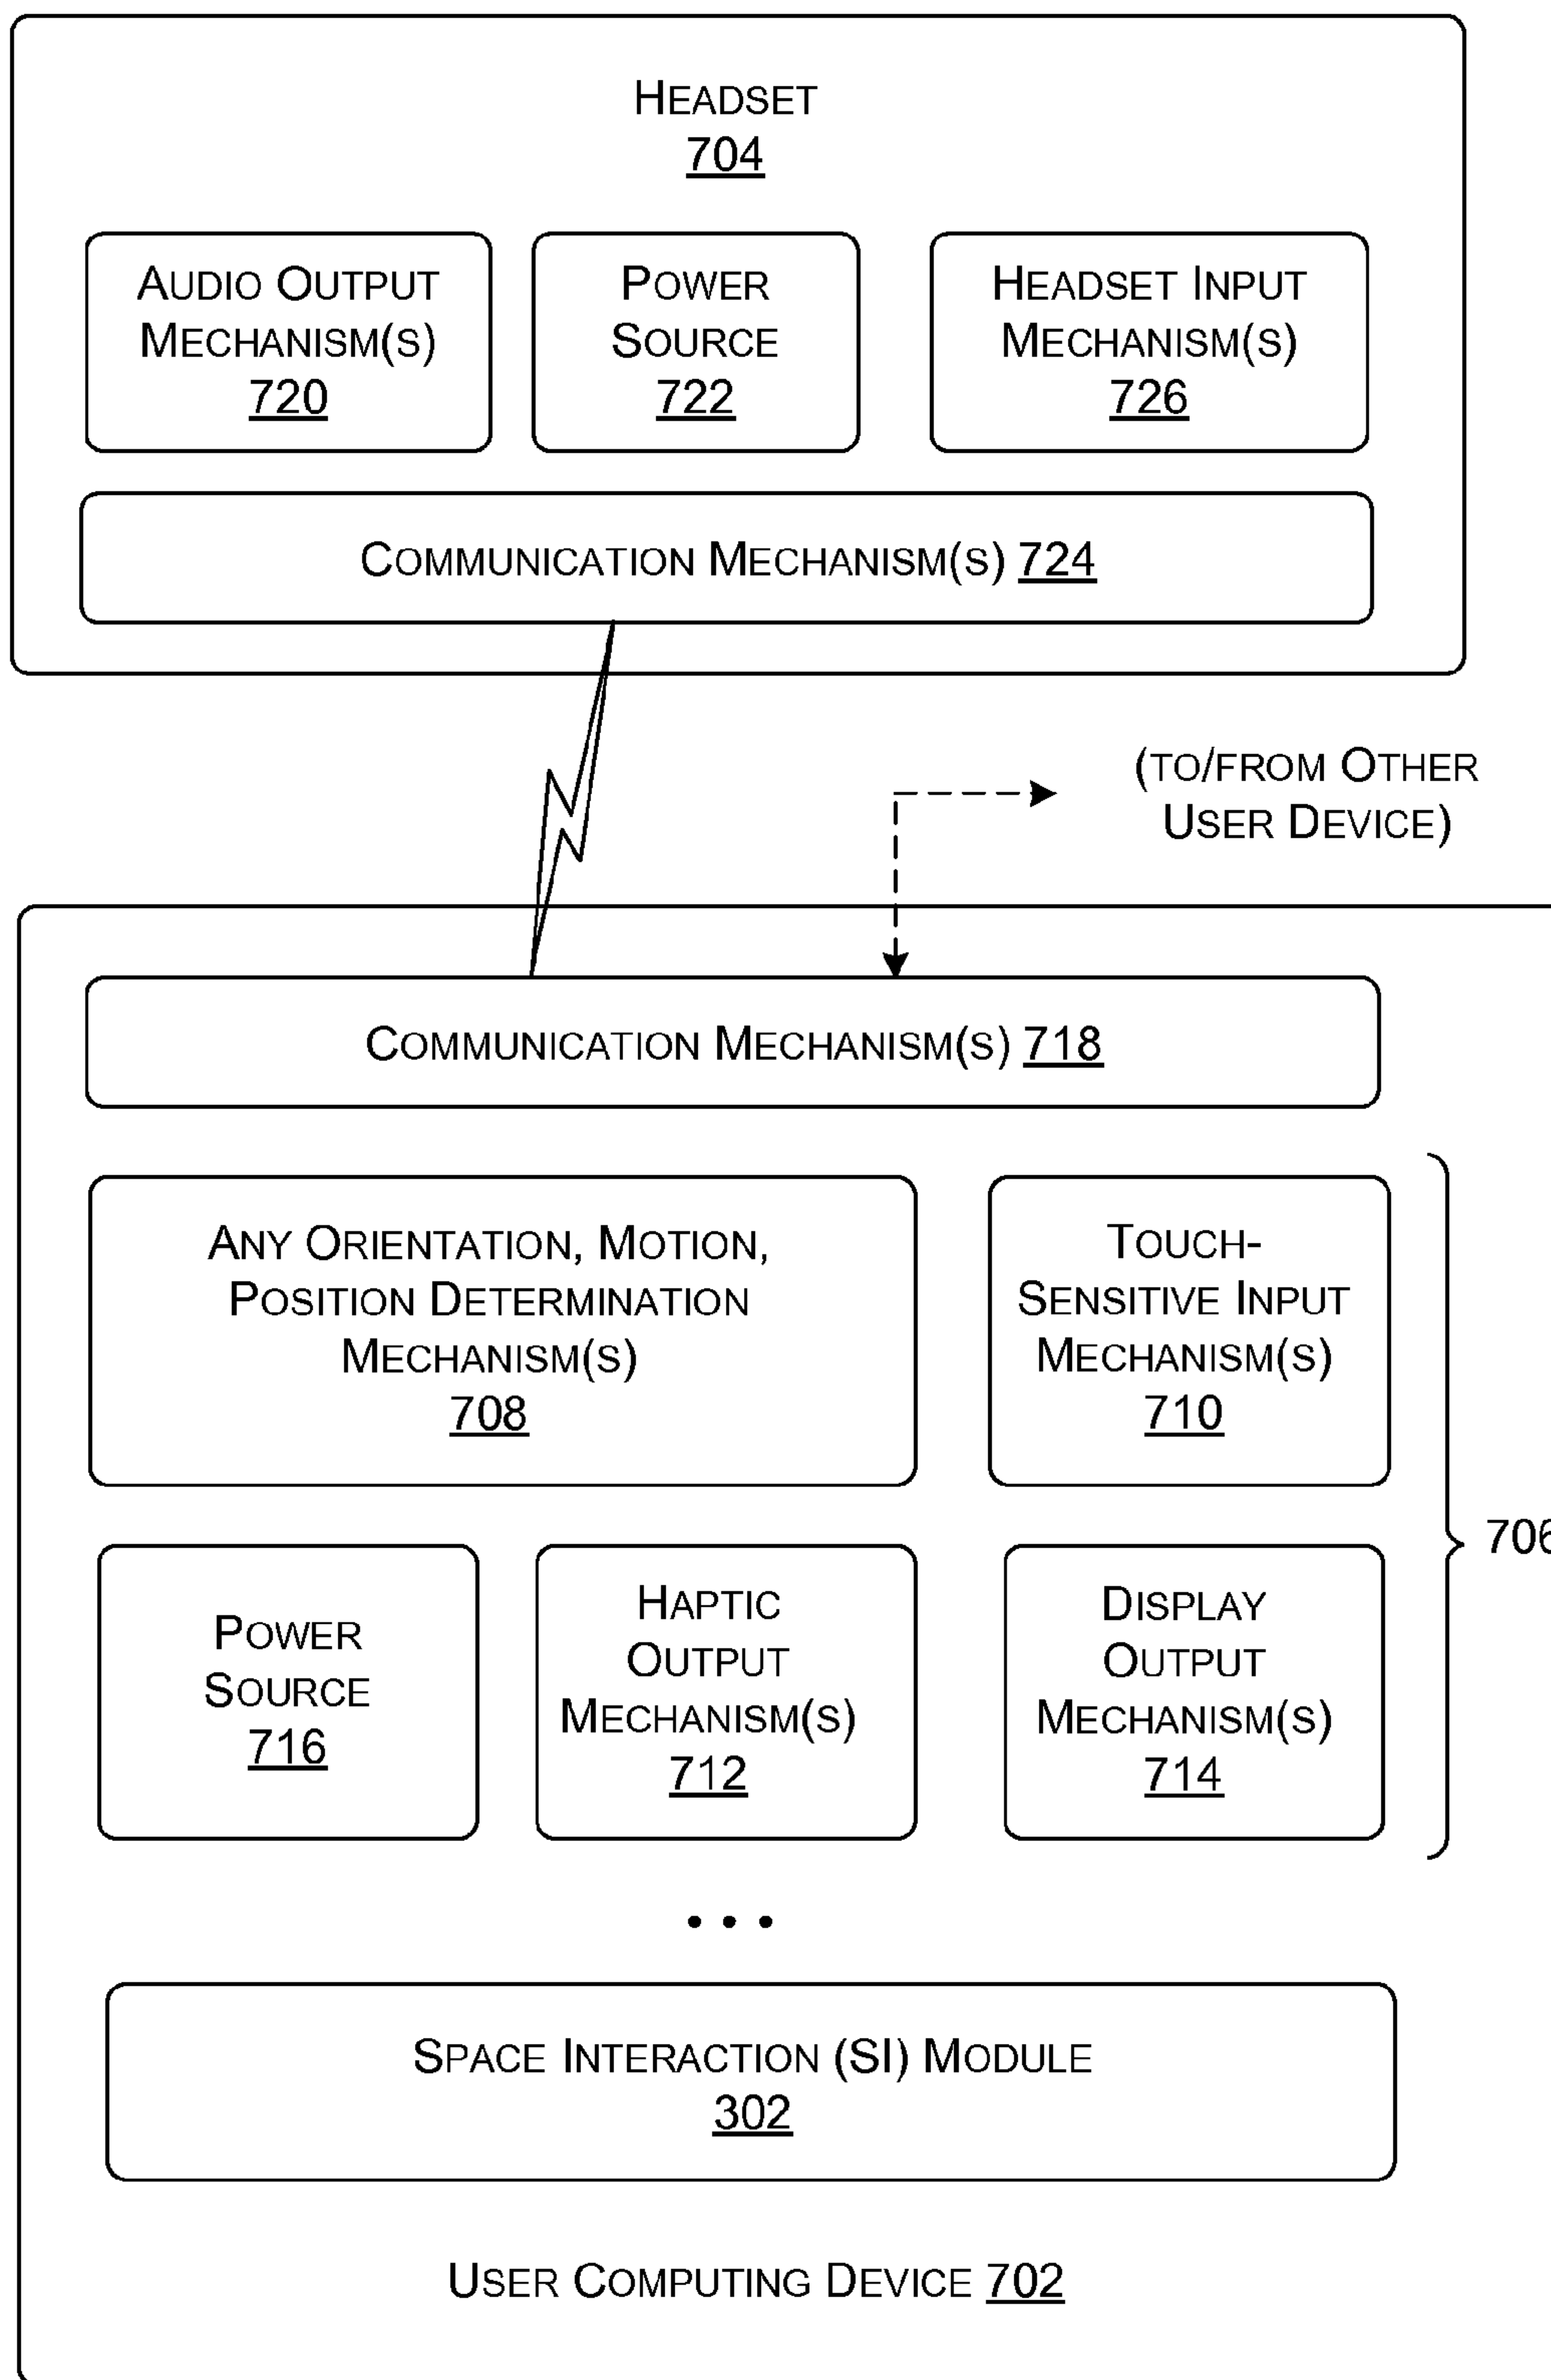 HEADSET
704
AUDIO OUTPUT
MECHANISM(S)
720
POWER
SOURCE
722
HEADSET INPUT
MECHANISM(S)
726
COMMUNICATION MECHANISM(S) 724
(TO/FROM OTHER
USER DEVICE)
COMMUNICATION MECHANISM(S) 718
ANY ORIENTATION, MOTION,
POSITION DETERMINATION
MECHANISM(S)
708
TOUCH-
SENSITIVE INPUT
MECHANISM(S)
710
706
POWER
SOURCE
716
HAPTIC
OUTPUT
MECHANISM(S)
712
DISPLAY
OUTPUT
MECHANISM(S)
714
...
SPACE INTERACTION (SI) MODULE
302
USER COMPUTING DEVICE 702